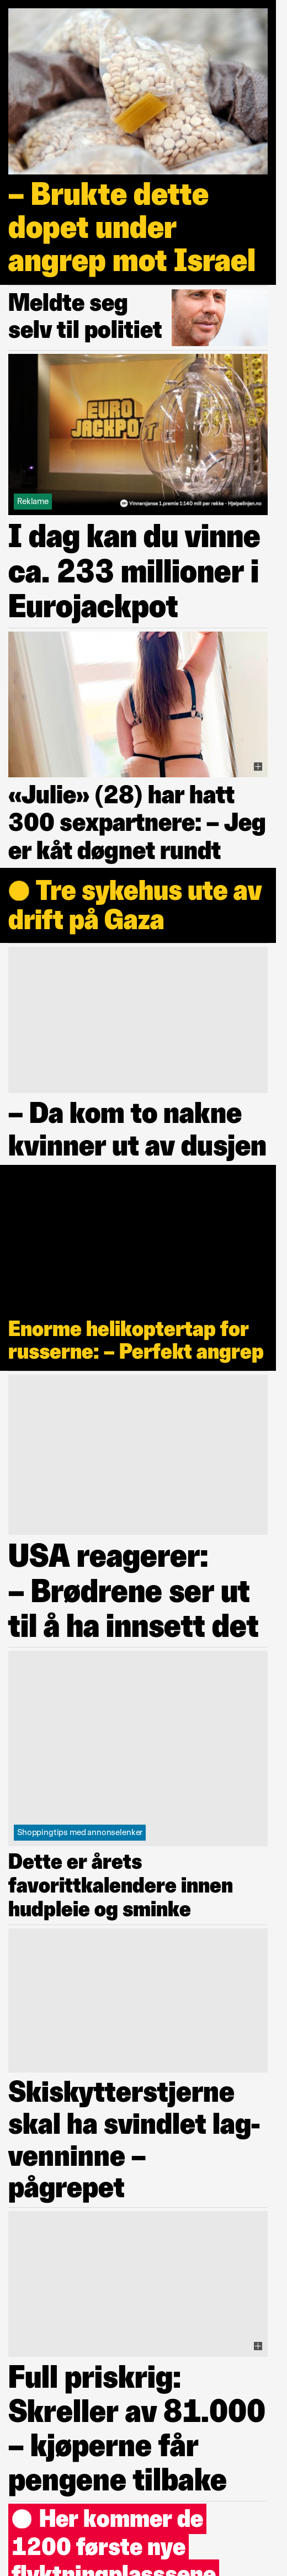 – Brukte dette
dopet under
angrep mot Israel
Meldte seg
selv til politiet
EURO
JACKPOT
Reklame
Vinnersjanse 1.premie 1:140 mill per rekke - Hjelpelinjen.no
I dag kan du vinne
ca. 233 millioner i
Eurojackpot
«Julie» (28) har hatt
300 sexpartnere: – Jeg
er kåt døgnet rundt
Tre sykehus ute av
drift på Gaza
– Da kom to nakne
kvinner ut av dusjen
Enorme helikoptertap for
russerne: – Perfekt angrep
USA reagerer:
– Brødrene ser ut
til å ha innsett det
Shoppingtips med annonselenker
Dette er årets
favorittkalendere innen
hudpleie og sminke
Skiskytterstjerne
skal ha svindlet lag-
venninne –
pågrepet
Full priskrig:
Skreller av 81.000
– kjøperne får
pengene tilbake
Her kommer de
1200 første nye
flyktningplasssene